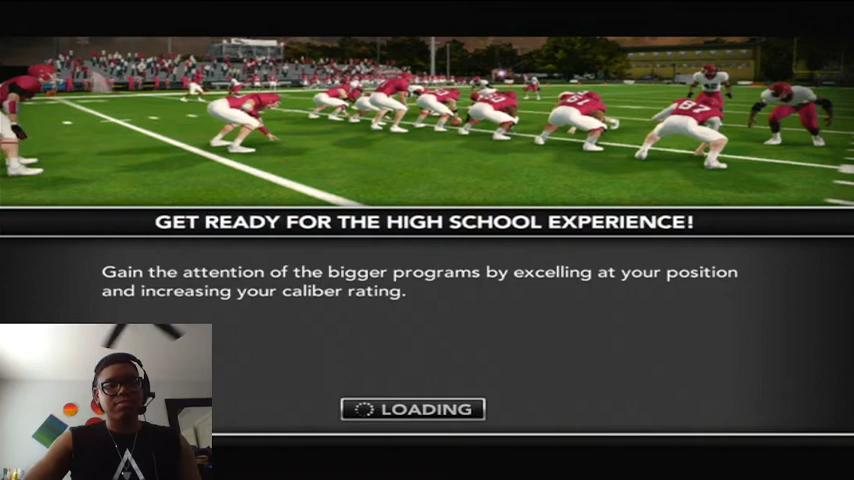 GET READY FOR THE HIGH SCHOOL EXPERIENCE!
Gain the attention of the bigger programs by excelling at your position
and increasing your caliber rating.
LOADING
87